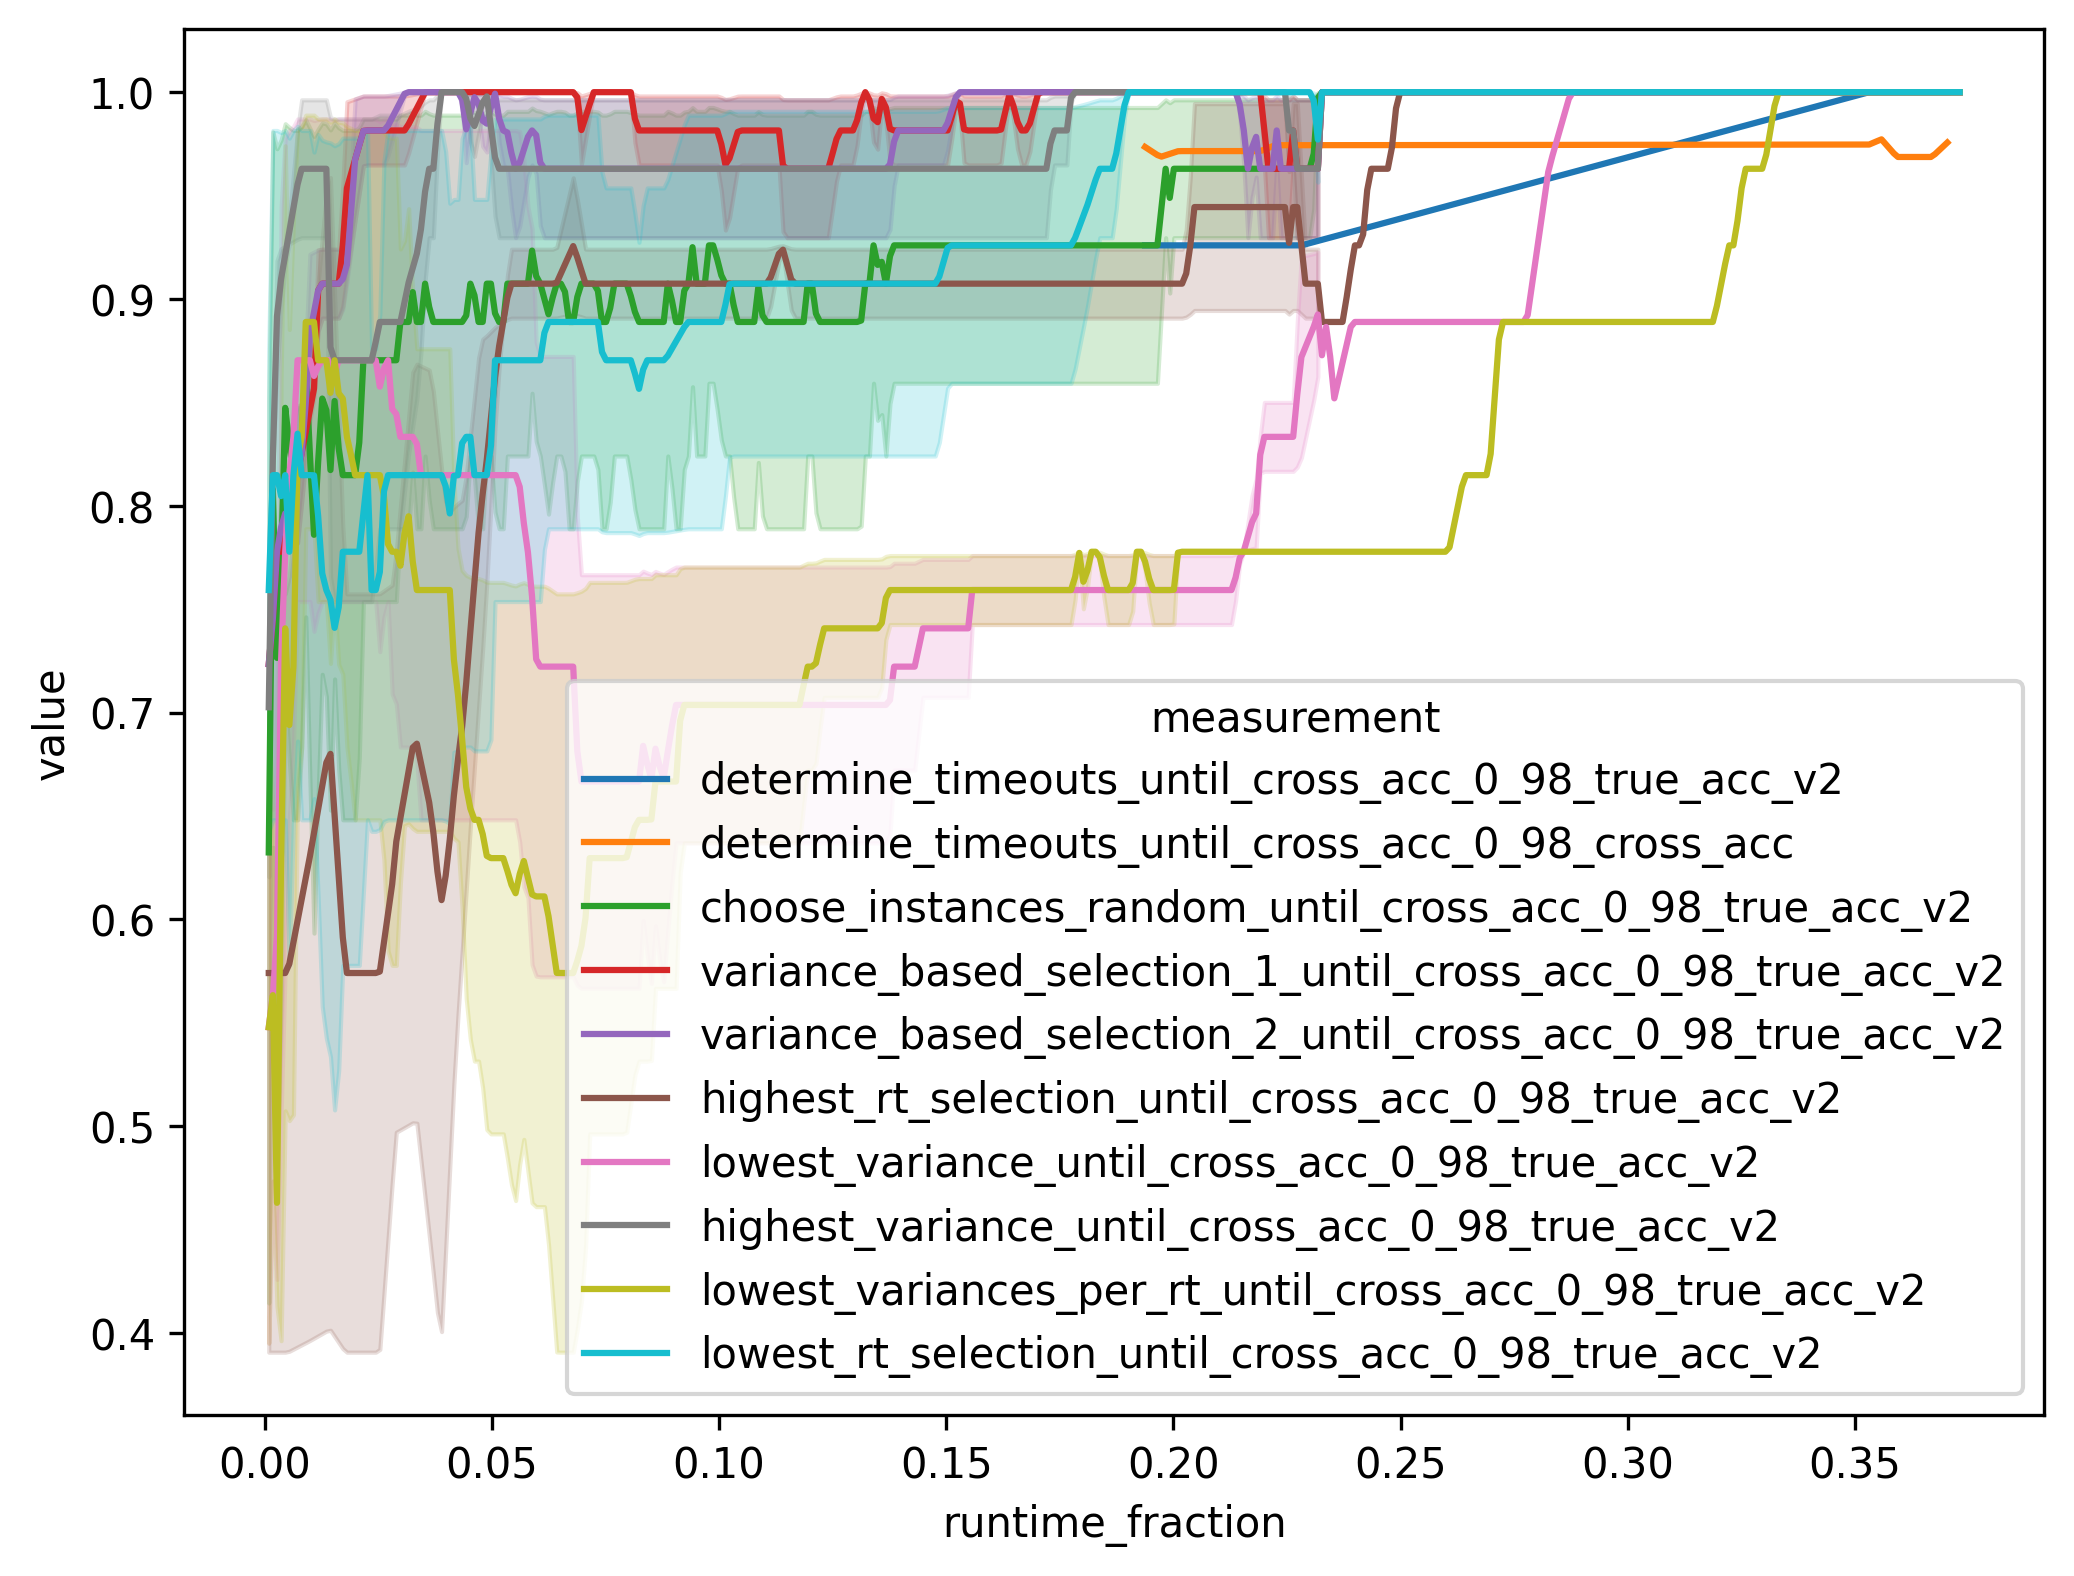 1.0
0.9
0.8
0.7
0.6
0.5
0.4
value
measurement
determine_timeouts_until_cross_acc_0_98_true_acc_v2
determine_timeouts_until_cross_acc_0_98_cross_acc
choose_instances_random_until_cross_acc_0_98_true_acc_v2
variance_based_selection_1_until_cross_acc_0_98_true_acc_v2
variance_based_selection_2_until_cross_acc_0_98_true_acc_v2
highest_rt_selection_until_cross_acc_0_98_true_acc_v2
lowest_variance_until_cross_acc_0_98_true_acc_v2
highest_variance_until_cross_acc_0_98_true_acc_v2
lowest_variances_per_rt_until_cross_acc_0_98_true_acc_v2
lowest_rt_selection_until_cross_acc_0_98_true_acc_v2
0.00 0.05 0.10 0.15 0.20 0.25 0.30 0.35
runtime_fraction